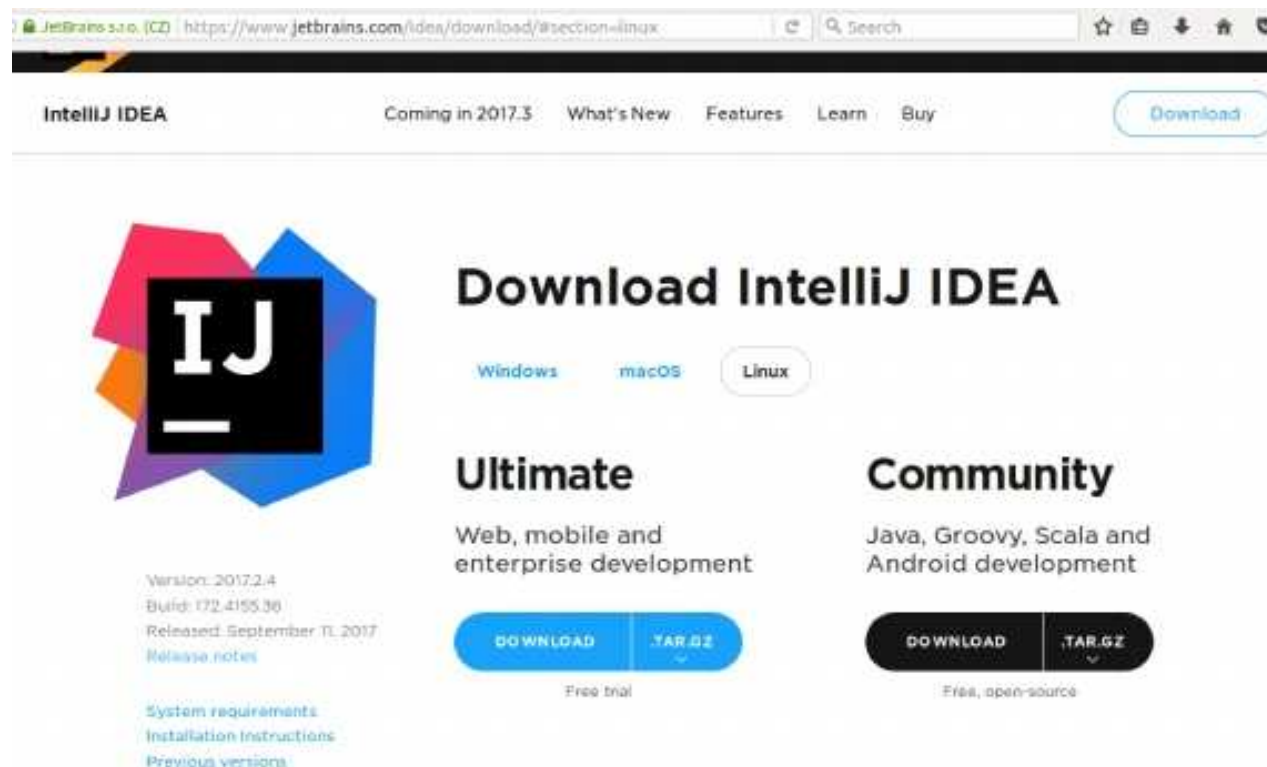 JetBrains s.r.o. (CZ) https://www.jetbrains.com/idea/download/#section=linux Search
IntelliJ IDEA Coming in 2017.3 What's New Features Learn Buy Download
IJ
Download IntelliJ IDEA
Windows macOS Linux
Ultimate Community
Web, mobile and Java, Groovy, Scala and
enterprise development Android development
Version: 2017.2.4
Build: 172.4155.36
Released: September 11, 2017
Release notes
DOWNLOAD .TAR.GZ DOWNLOAD .TAR.GZ
Free trial Free, open-source
System requirements
Installation Instructions
Previous versions